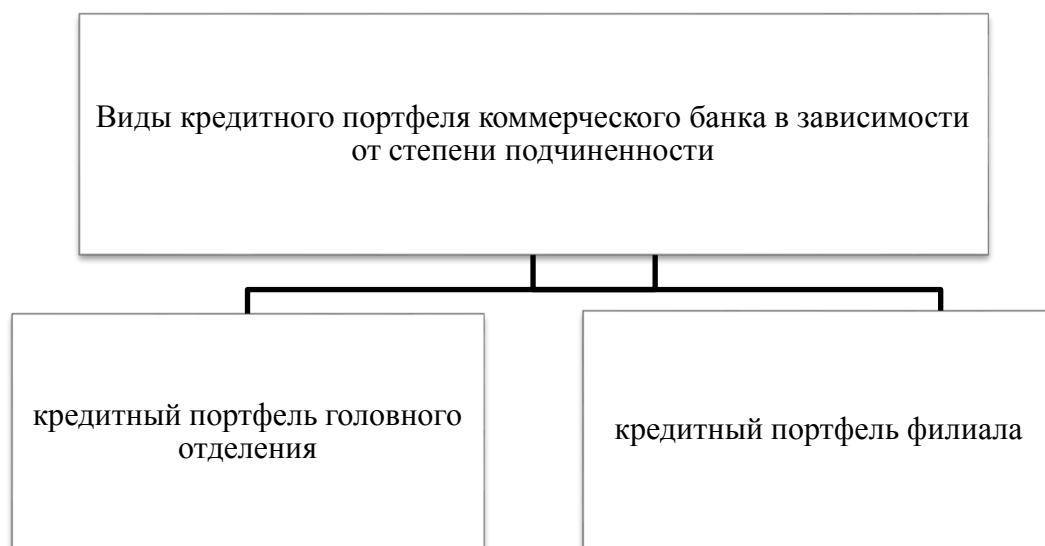 Виды кредитного портфеля коммерческого банка в зависимости
от степени подчиненности
кредитный портфель головного
отделения
кредитный портфель филиала